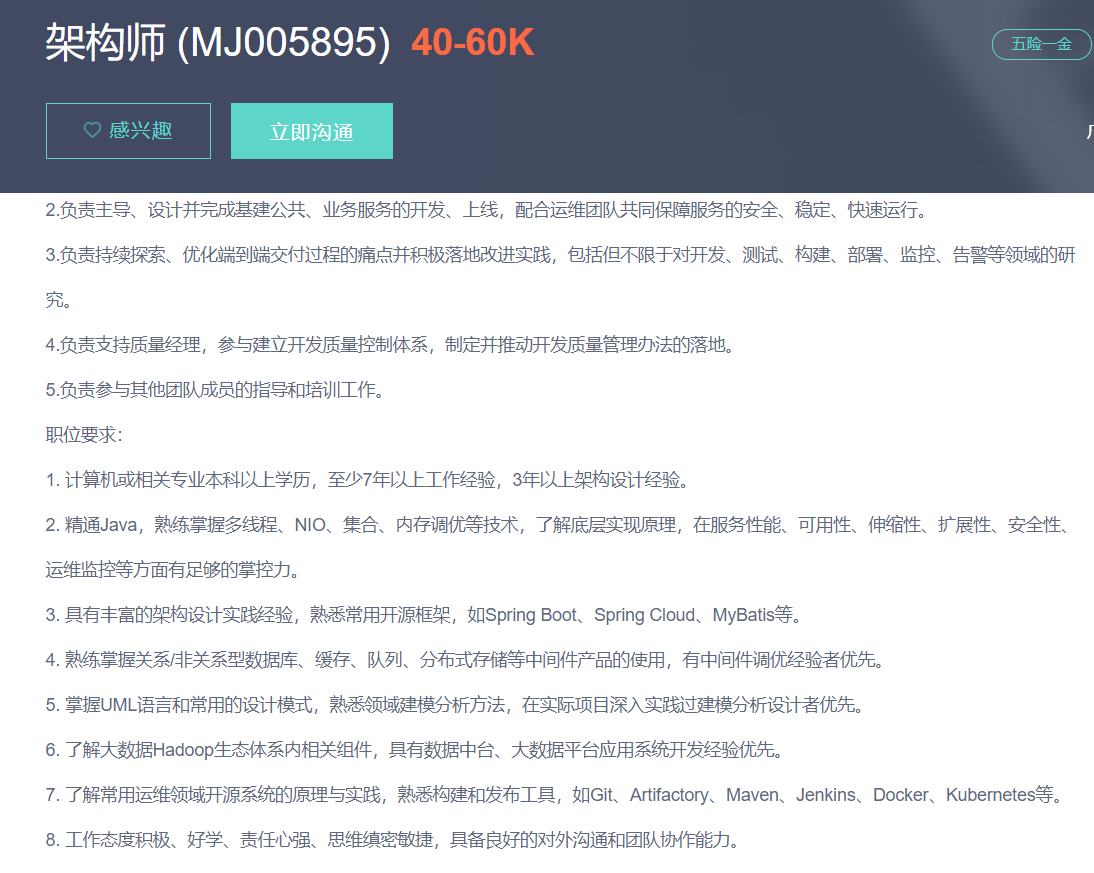 架构师 (MJ005895) 40-60K
五险一金
♡ 感兴趣
立即沟通
2.负责主导、设计并完成基建公共、业务服务的开发、上线，配合运维团队共同保障服务的安全、稳定、快速运行。
3.负责持续探索、优化端到端交付过程的痛点并积极落地改进实践，包括但不限于对开发、测试、构建、部署、监控、告警等领域的研
究。
4.负责支持质量经理，参与建立开发质量控制体系，制定并推动开发质量管理办法的落地。
5.负责参与其他团队成员的指导和培训工作。
职位要求：
1. 计算机或相关专业本科以上学历，至少7年以上工作经验，3年以上架构设计经验。
2. 精通Java，熟练掌握多线程、NIO、集合、内存调优等技术，了解底层实现原理，在服务性能、可用性、伸缩性、扩展性、安全性、
运维监控等方面有足够的掌控力。
3. 具有丰富的架构设计实践经验，熟悉常用开源框架，如Spring Boot、Spring Cloud、MyBatis等。
4. 熟练掌握关系/非关系型数据库、缓存、队列、分布式存储等中间件产品的使用，有中间件调优经验者优先。
5. 掌握UML语言和常用的设计模式，熟悉领域建模分析方法，在实际项目深入实践过建模分析设计者优先。
6. 了解大数据Hadoop生态体系内相关组件，具有数据中台、大数据平台应用系统开发经验优先。
7. 了解常用运维领域开源系统的原理与实践，熟悉构建和发布工具，如Git、Artifactory、Maven、Jenkins、Docker、Kubernetes等。
8. 工作态度积极、好学、责任心强、思维缜密敏捷，具备良好的对外沟通和团队协作能力。